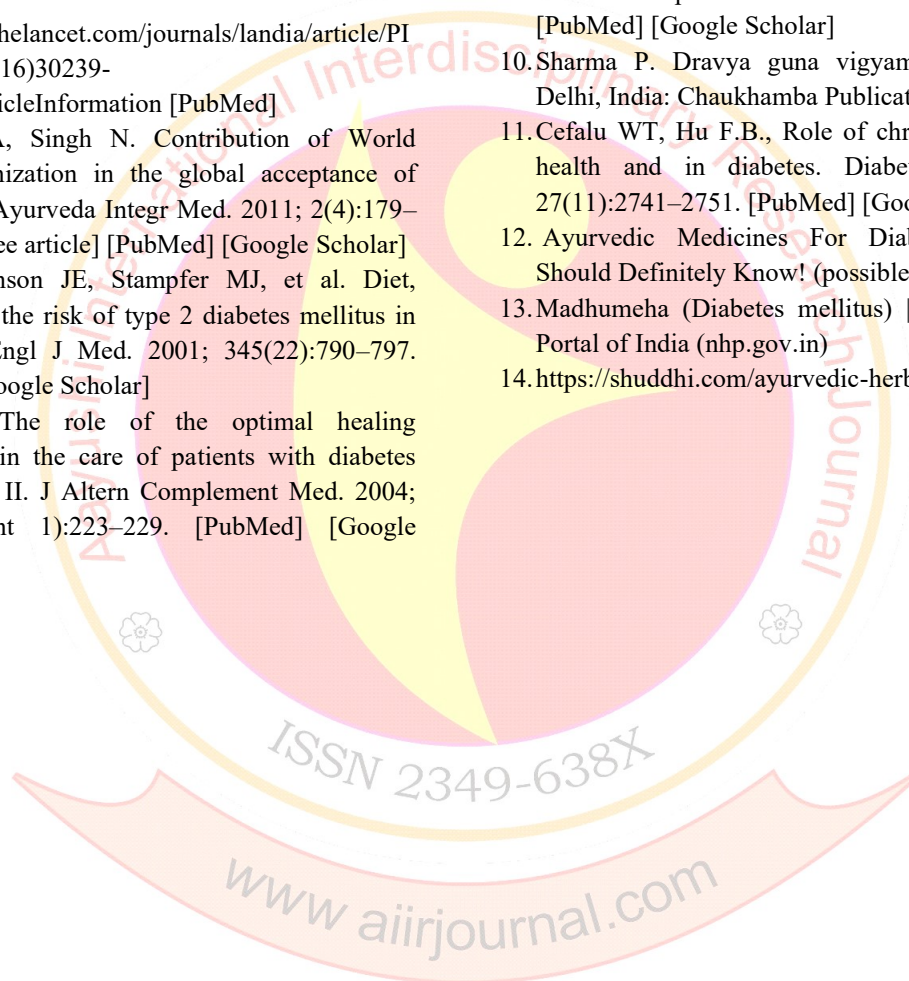 helancet.com/journals/landia/article/PI
16)30239-
icleInformation [PubMed]
A, Singh N. Contribution of World
nization in the global acceptance of
Ayurveda Integr Med. 2011; 2(4):179–
ee article] [PubMed] [Google Scholar]
nson JE, Stampfer MJ, et al. Diet,
the risk of type 2 diabetes mellitus in
Engl J Med. 2001; 345(22):790–797.
oogle Scholar]
The role of the optimal healing
in the care of patients with diabetes
II. J Altern Complement Med. 2004;
nt 1):223–229. [PubMed] [Google
[PubMed] [Google Scholar]
10. Sharma P. Dravya guna vigyam
Delhi, India: Chaukhamba Publicat
11. Cefalu WT, Hu F.B., Role of chr
health and in diabetes. Diabe
27(11):2741–2751. [PubMed] [Goo
12. Ayurvedic Medicines For Diab
Should Definitely Know! (possible
13. Madhumeha (Diabetes mellitus) [
Portal of India (nhp.gov.in)
14. https://shuddhi.com/ayurvedic-herb
Aayushi International Interdisciplinary Research Journal
ISSN 2349-638X
www aiirjournal.com